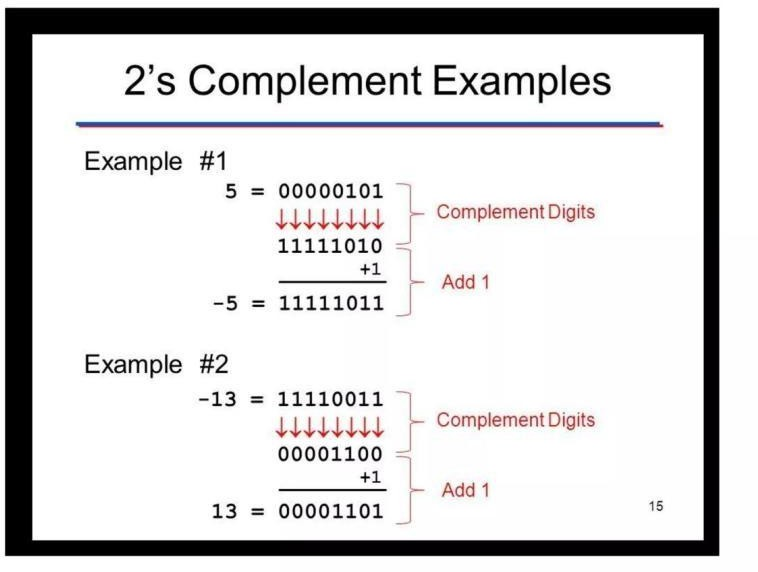 2's Complement Examples
Example #1
5 = 00000101
↓↓↓↓↓↓↓↓
Complement Digits
11111010
+1
Add 1
-5 = 11111011
Example #2
-13 = 11110011
↓↓↓↓↓↓↓↓
Complement Digits
00001100
+1
Add 1
13 = 00001101
15